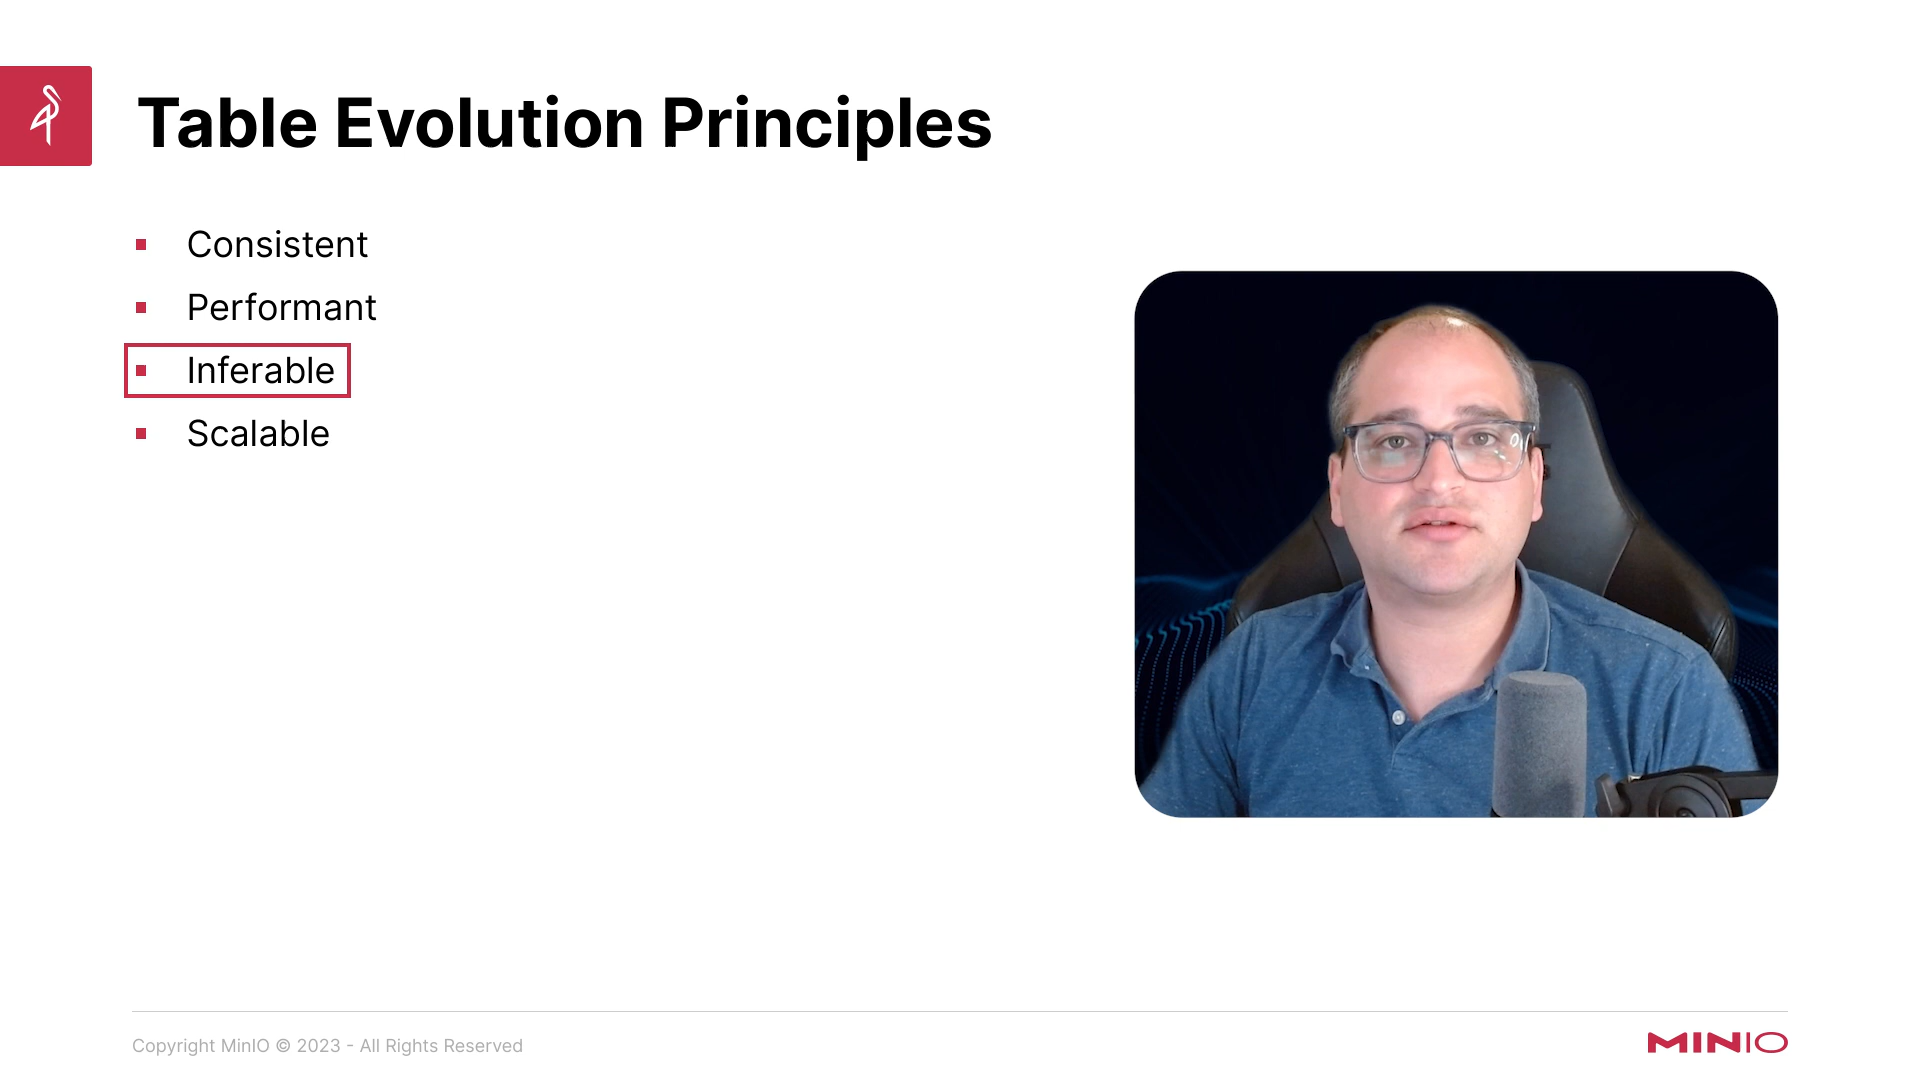 Table Evolution Principles
Consistent
Performant
Inferable
Scalable
Copyright MinIO © 2023 - All Rights Reserved
MINIO